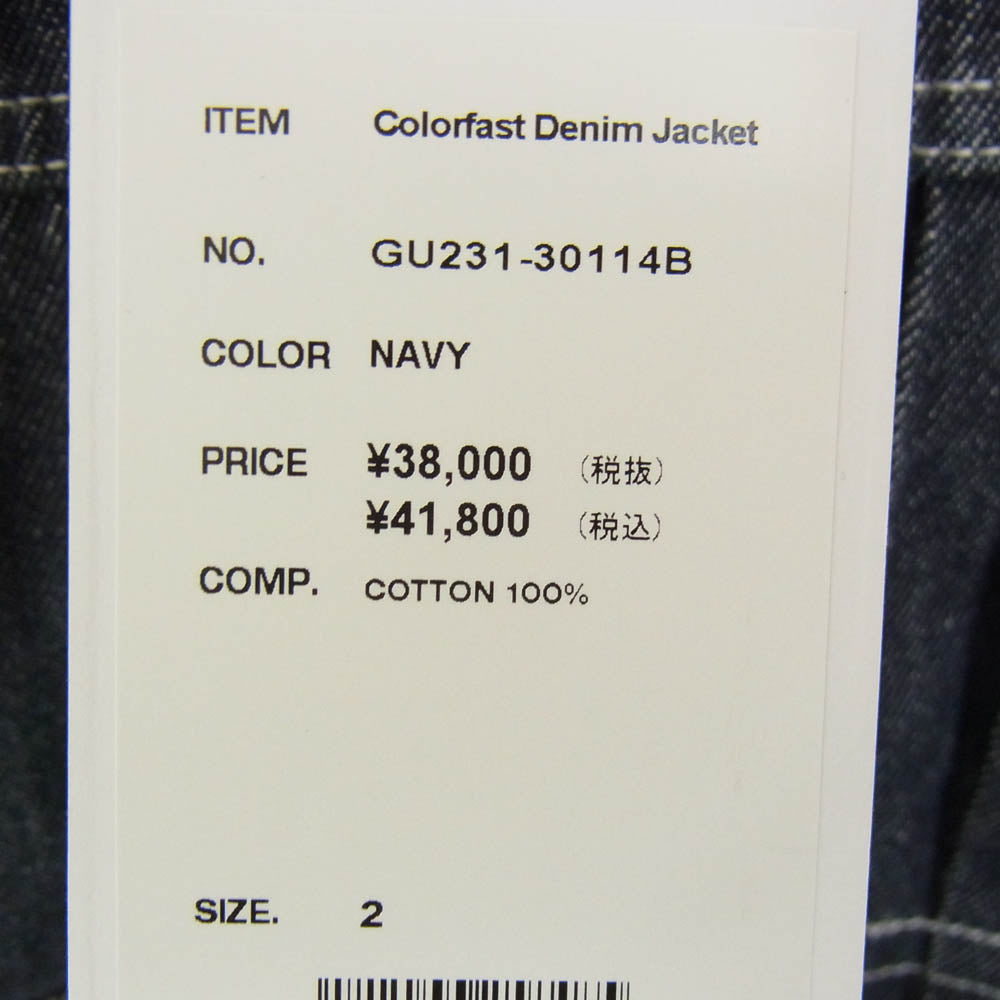 ITEM Colorfast Denim Jacket
NO. GU231-30114B
COLOR NAVY
PRICE ¥38,000 (税抜)
¥41,800 (税込)
COMP. COTTON 100%
SIZE. 2